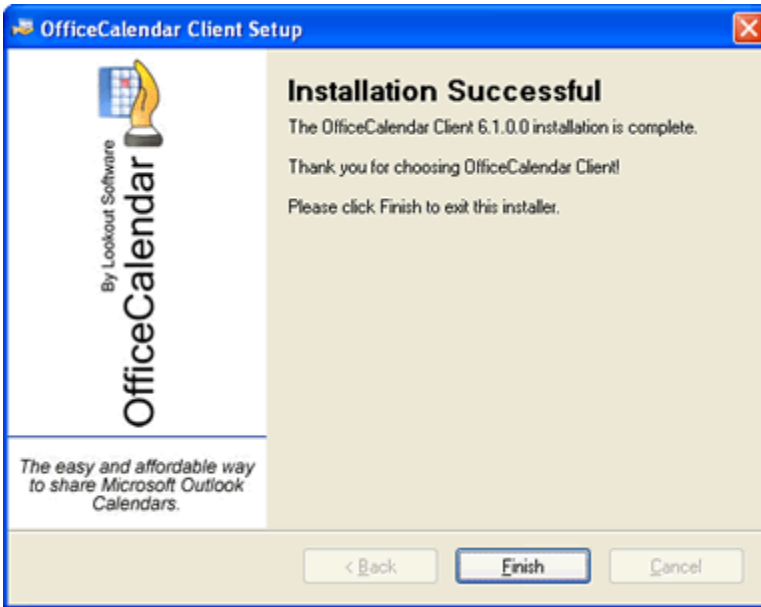 OfficeCalendar Client Setup
By Lookout Software
OfficeCalendar
The easy and affordable way
to share Microsoft Outlook
Calendars.
Installation Successful
The OfficeCalendar Client 6.1.0.0 installation is complete.
Thank you for choosing OfficeCalendar Client!
Please click Finish to exit this installer.
< Back
Finish
Cancel